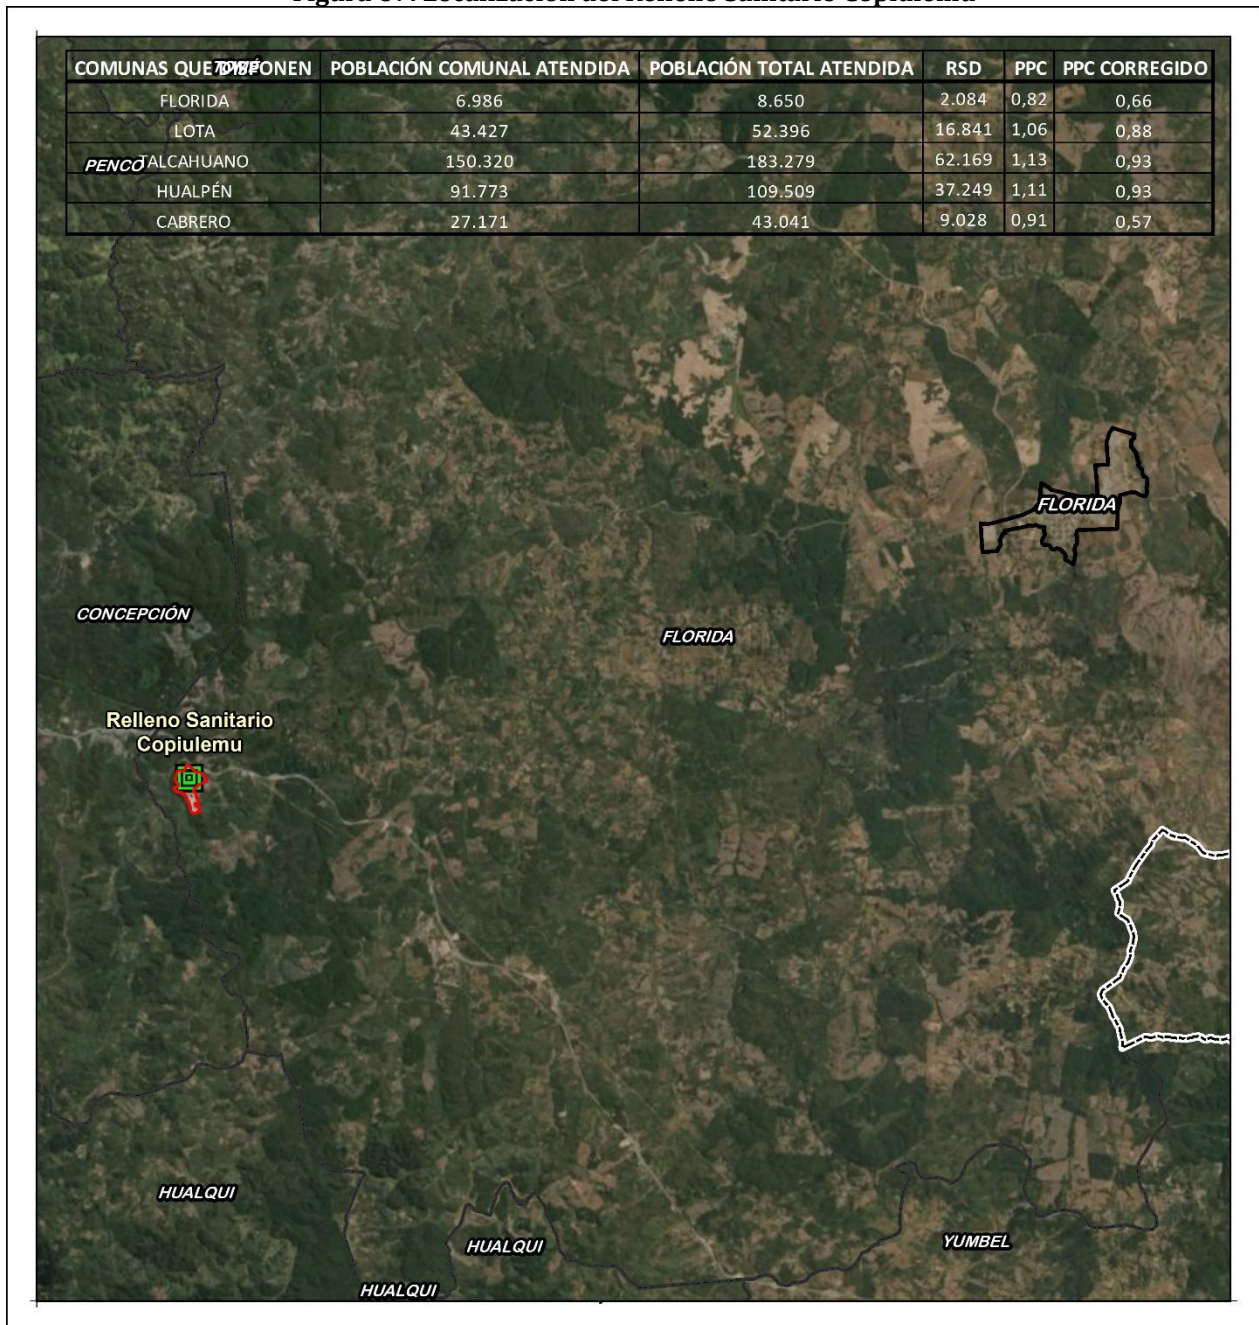 COMUNAS QUE DISPONEN POBLACIÓN COMUNAL ATENDIDA POBLACIÓN TOTAL ATENDIDA RSD PPC PPC CORREGIDO
TOMÉ
FLORIDA 6.986 8.650 2.084 0,82 0,66
LOTA 43.427 52.396 16.841 1,06 0,88
PENCO
TALCAHUANO 150.320 183.279 62.169 1,13 0,93
HUALPÉN 91.773 109.509 37.249 1,11 0,93
CABRERO 27.171 43.041 9.028 0,91 0,57
FLORIDA
CONCEPCIÓN
FLORIDA
Relleno Sanitario
Copiulemu
HUALQUI
HUALQUI
YUMBEL
HUALQUI